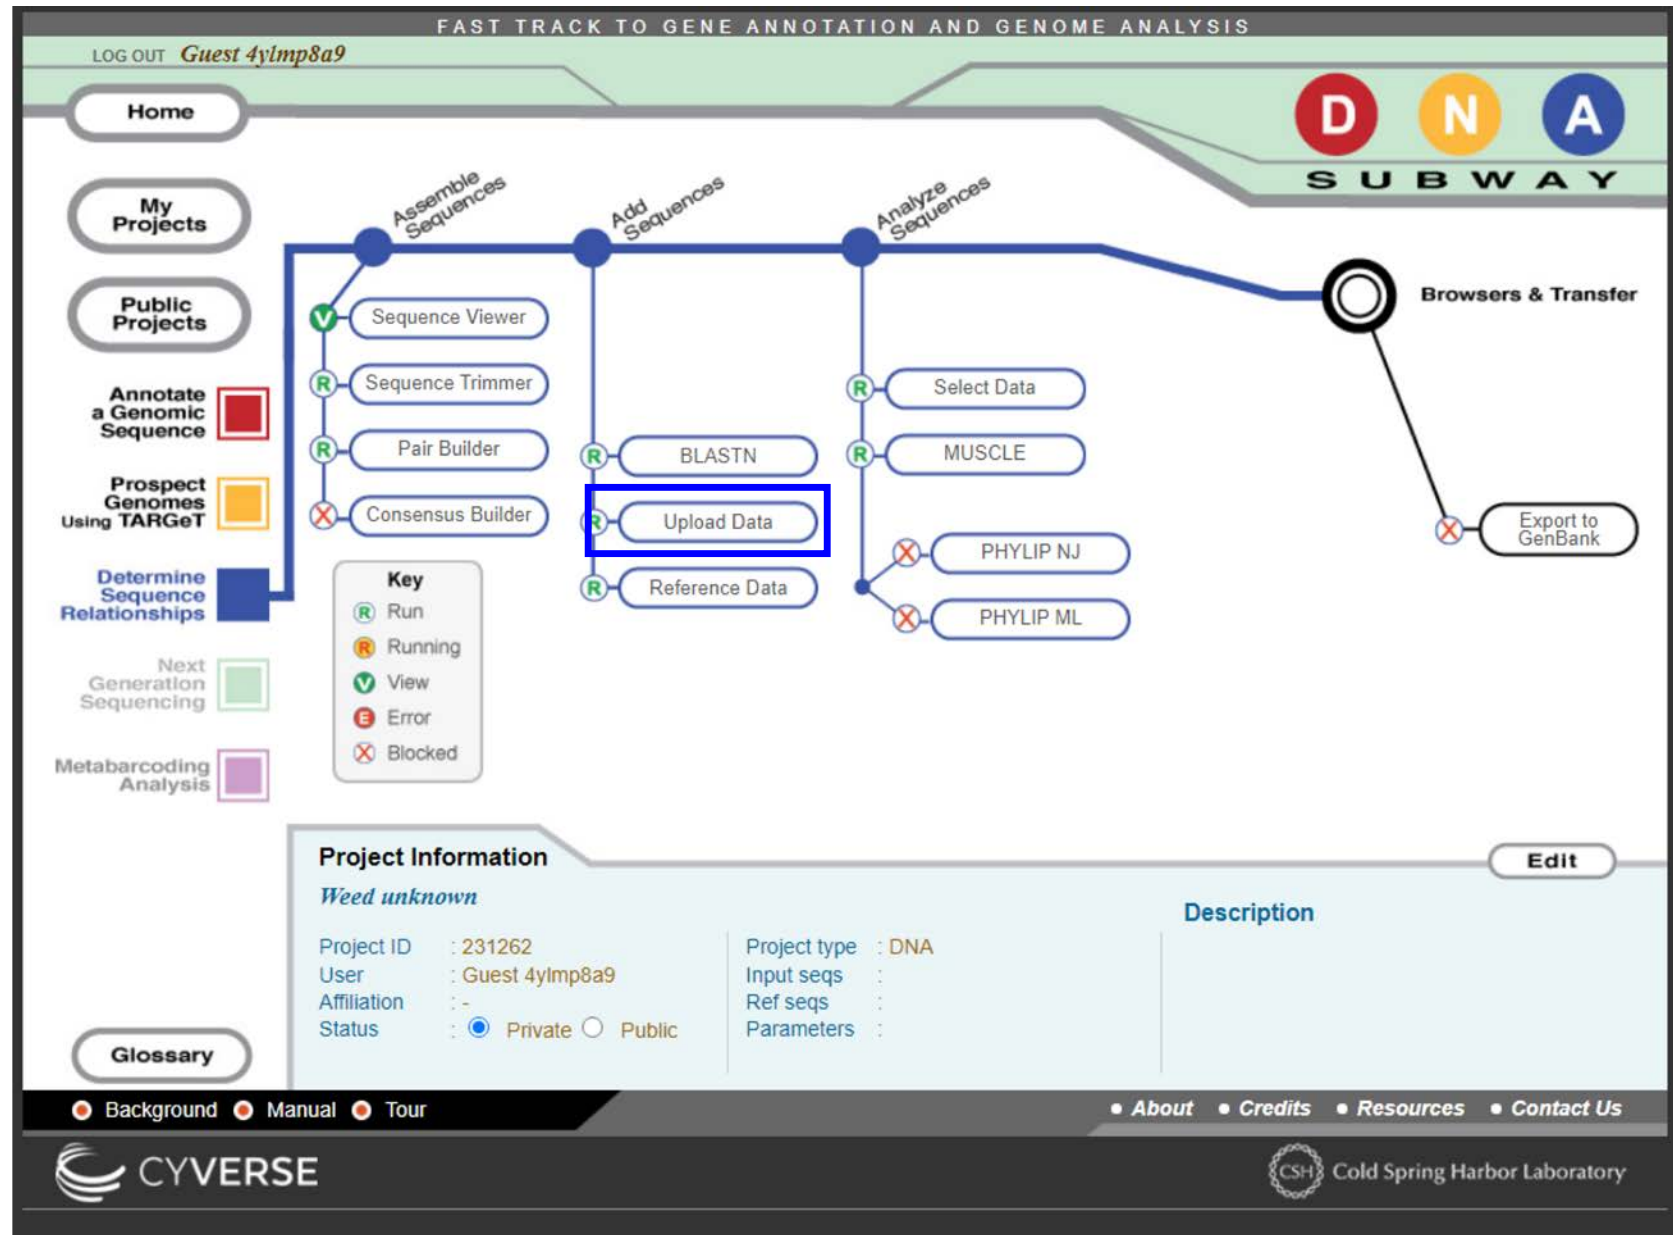 FAST TRACK TO GENE ANNOTATION AND GENOME ANALYSIS
LOG OUT Guest 4ylmp8a9
Home
D N A
SUBWAY
My
Projects
Public
Projects
Annotate
a Genomic
Sequence
Prospect
Genomes
Using TARGeT
Determine
Sequence
Relationships
Next
Generation
Sequencing
Metabarcoding
Analysis
Assemble
Sequences
V Sequence Viewer
R Sequence Trimmer
R Pair Builder
Consensus Builder
Key
R Run
R Running
V View
E Error
Blocked
Add
Sequences
R BLASTN
R Upload Data
R Reference Data
Analyze
Sequences
R Select Data
R MUSCLE
PHYLIP NJ
PHYLIP ML
Browsers & Transfer
Export to
GenBank
Project Information
Edit
Weed unknown
Project ID : 231262
User : Guest 4ylmp8a9
Affiliation : -
Status : Private Public
Project type : DNA
Input seqs :
Ref seqs :
Parameters :
Description
Glossary
Background Manual Tour
• About • Credits • Resources • Contact Us
CYVERSE
CSH Cold Spring Harbor Laboratory